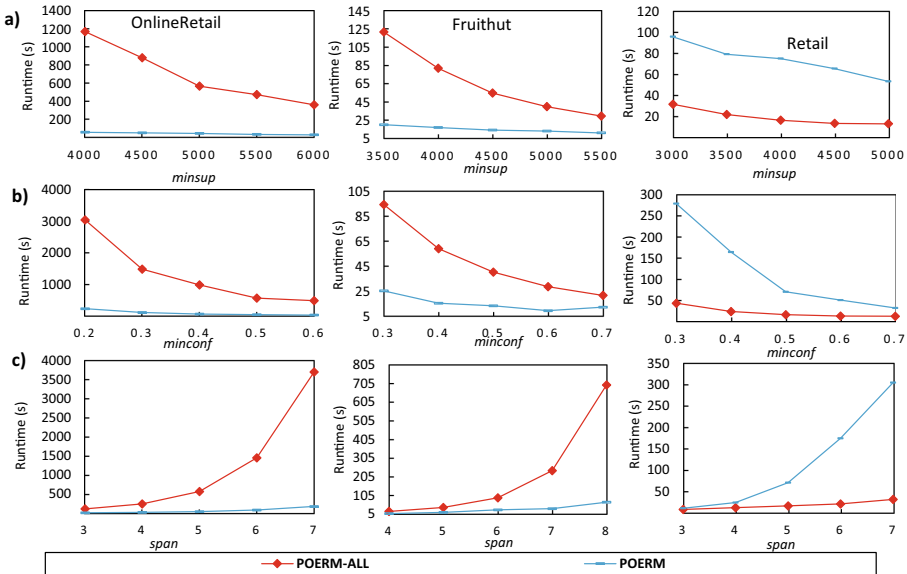 a)
OnlineRetail
Runtime (s)
1400
1200
1000
800
600
400
200
4000 4500 5000 5500 6000
minsup
Fruithut
Runtime (s)
145
125
105
85
65
45
25
5
3500 4000 4500 5000 5500
minsup
Retail
Runtime (s)
120
100
80
60
40
20
3000 3500 4000 4500 5000
minsup
b)
Runtime (s)
4000
3000
2000
1000
0.2 0.3 0.4 0.5 0.6
minconf
Runtime (s)
105
85
65
45
25
5
0.3 0.4 0.5 0.6 0.7
minconf
Runtime (s)
300
250
200
150
100
50
0.3 0.4 0.5 0.6 0.7
minconf
c)
Runtime (s)
4000
3500
3000
2500
2000
1500
1000
500
3 4 5 6 7
span
Runtime (s)
805
705
605
505
405
305
205
105
5
4 5 6 7 8
span
Runtime (s)
350
300
250
200
150
100
50
3 4 5 6 7
span
POERM-ALL POERM